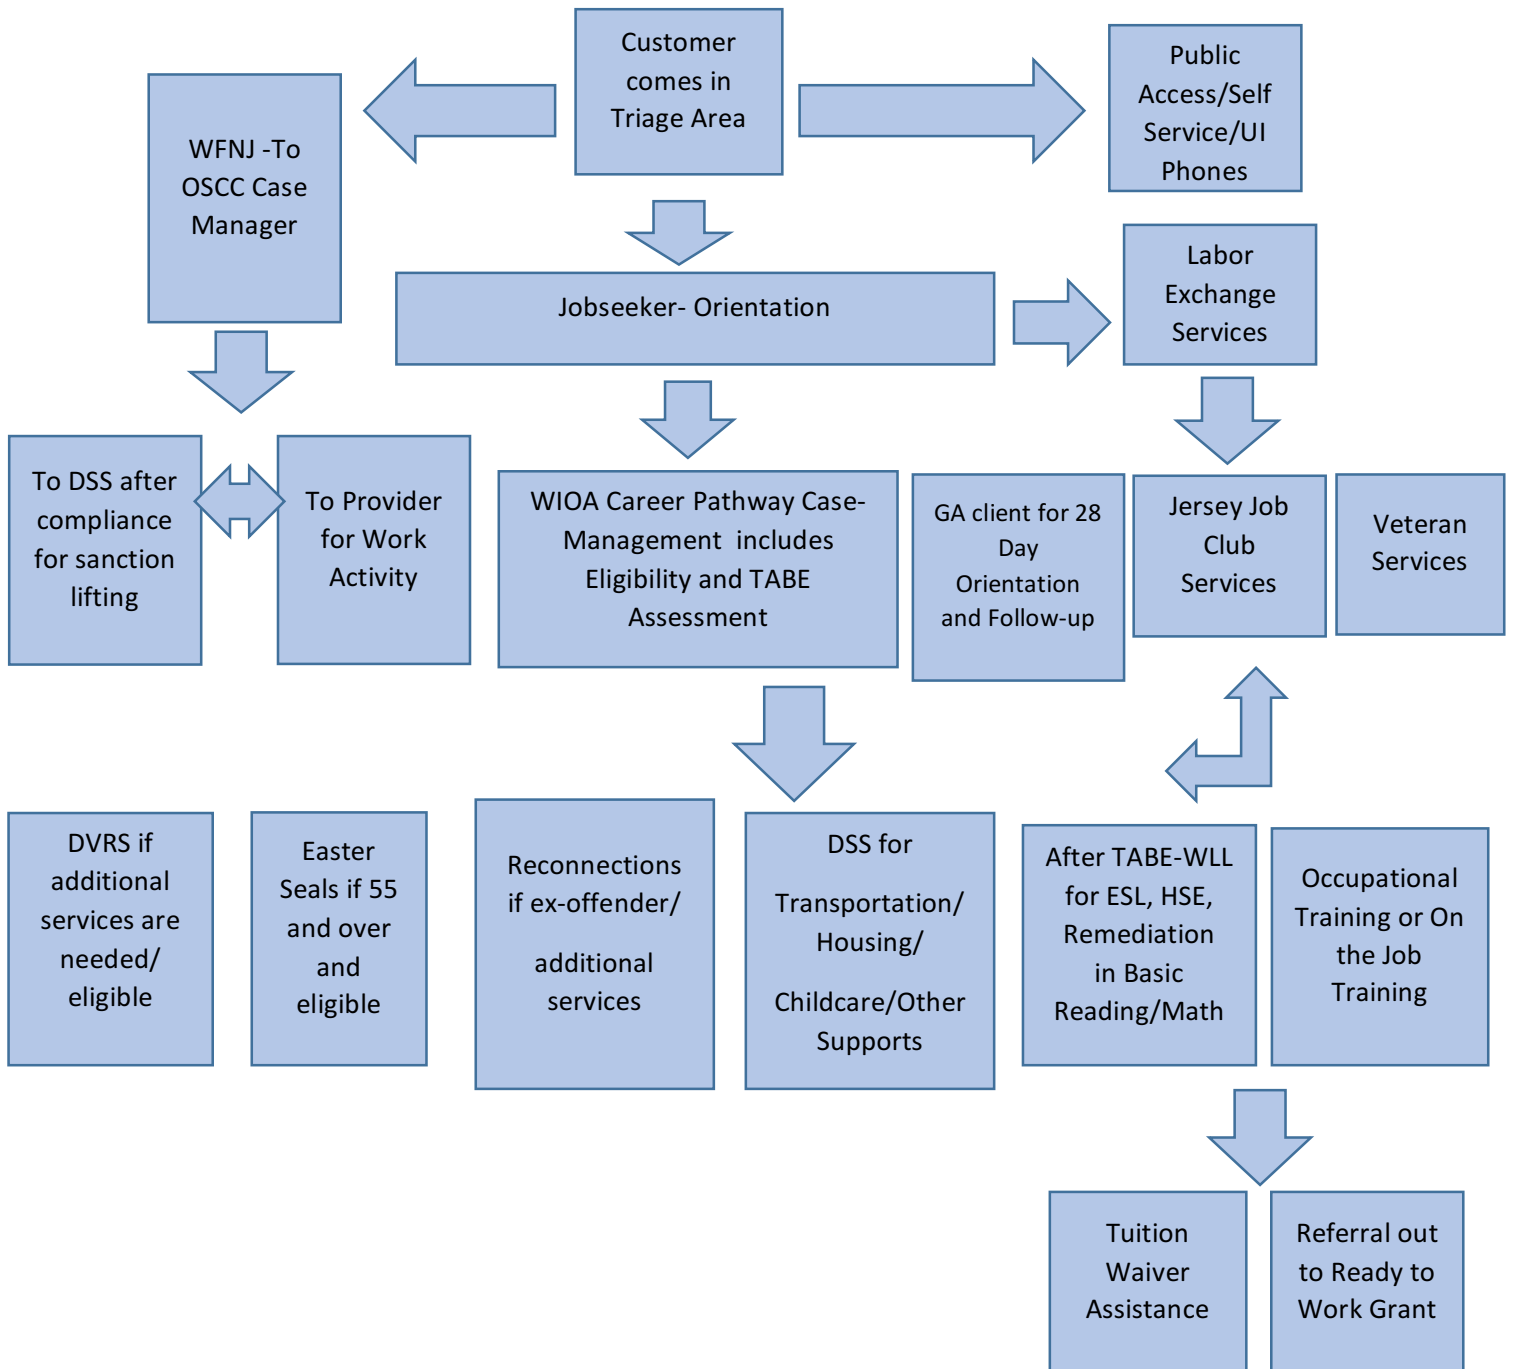 Customer
comes in
Triage Area
Public
Access/Self
Service/UI
Phones
WFNJ -To
OSCC Case
Manager
Jobseeker- Orientation
Labor
Exchange
Services
To DSS after
compliance
for sanction
lifting
To Provider
for Work
Activity
WIOA Career Pathway Case-
Management includes
Eligibility and TABE
Assessment
GA client for 28
Day
Orientation
and Follow-up
Jersey Job
Club
Services
Veteran
Services
DVRS if
additional
services are
needed/
eligible
Easter
Seals if 55
and over
and
eligible
Reconnections
if ex-offender/
additional
services
DSS for
Transportation/
Housing/
Childcare/Other
Supports
After TABE-WLL
for ESL, HSE,
Remediation
in Basic
Reading/Math
Occupational
Training or On
the Job
Training
Tuition
Waiver
Assistance
Referral out
to Ready to
Work Grant